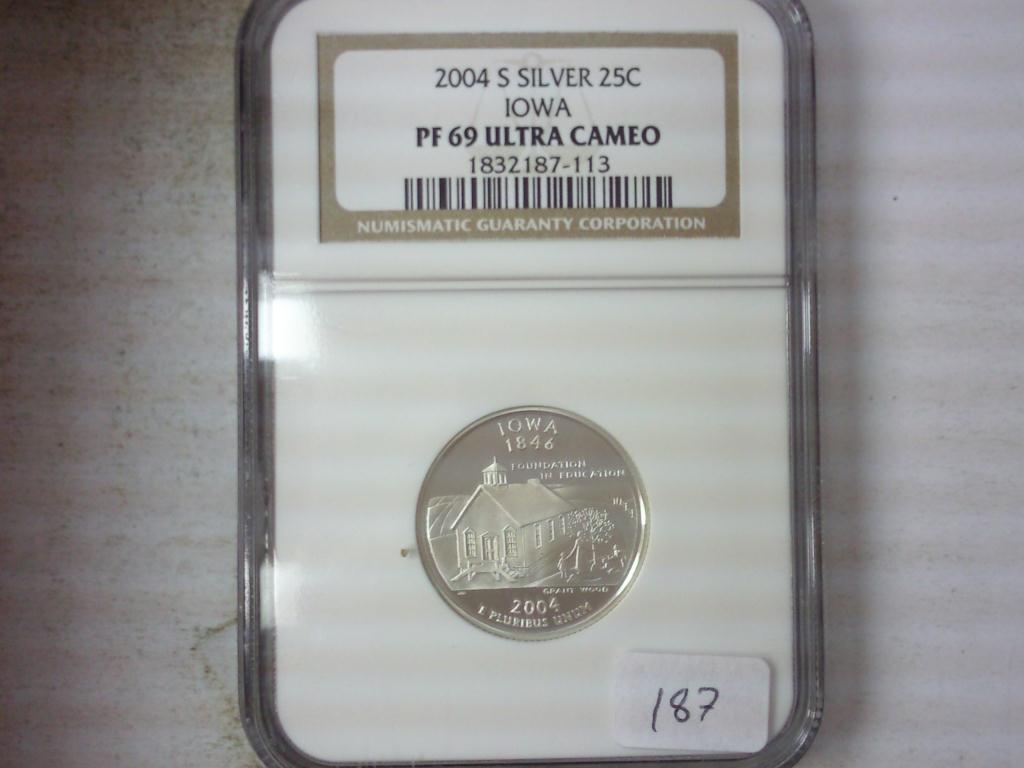 2004 S SILVER 25C
IOWA
PF 69 ULTRA CAMEO
1832187-113
NUMISMATIC GUARANTY CORPORATION
IOWA
1846
FOUNDATION
IN EDUCATION
GRANT WOOD
2004
E PLURIBUS UNUM
187